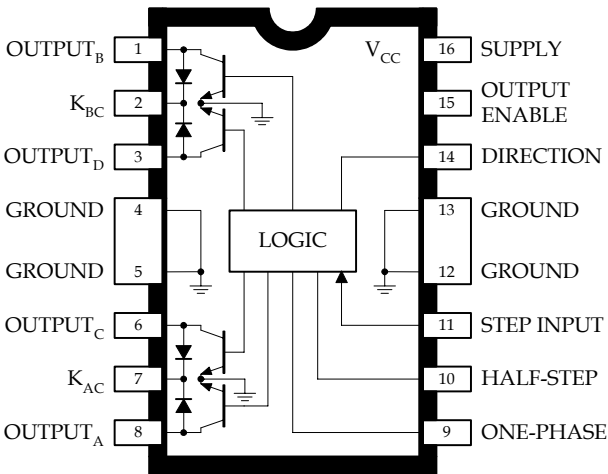 OUTPUT_B 1
K_BC 2
OUTPUT_D 3
GROUND 4
GROUND 5
OUTPUT_C 6
K_AC 7
OUTPUT_A 8
V_CC
LOGIC
16 SUPPLY
15 OUTPUT
ENABLE
14 DIRECTION
13 GROUND
12 GROUND
11 STEP INPUT
10 HALF-STEP
9 ONE-PHASE